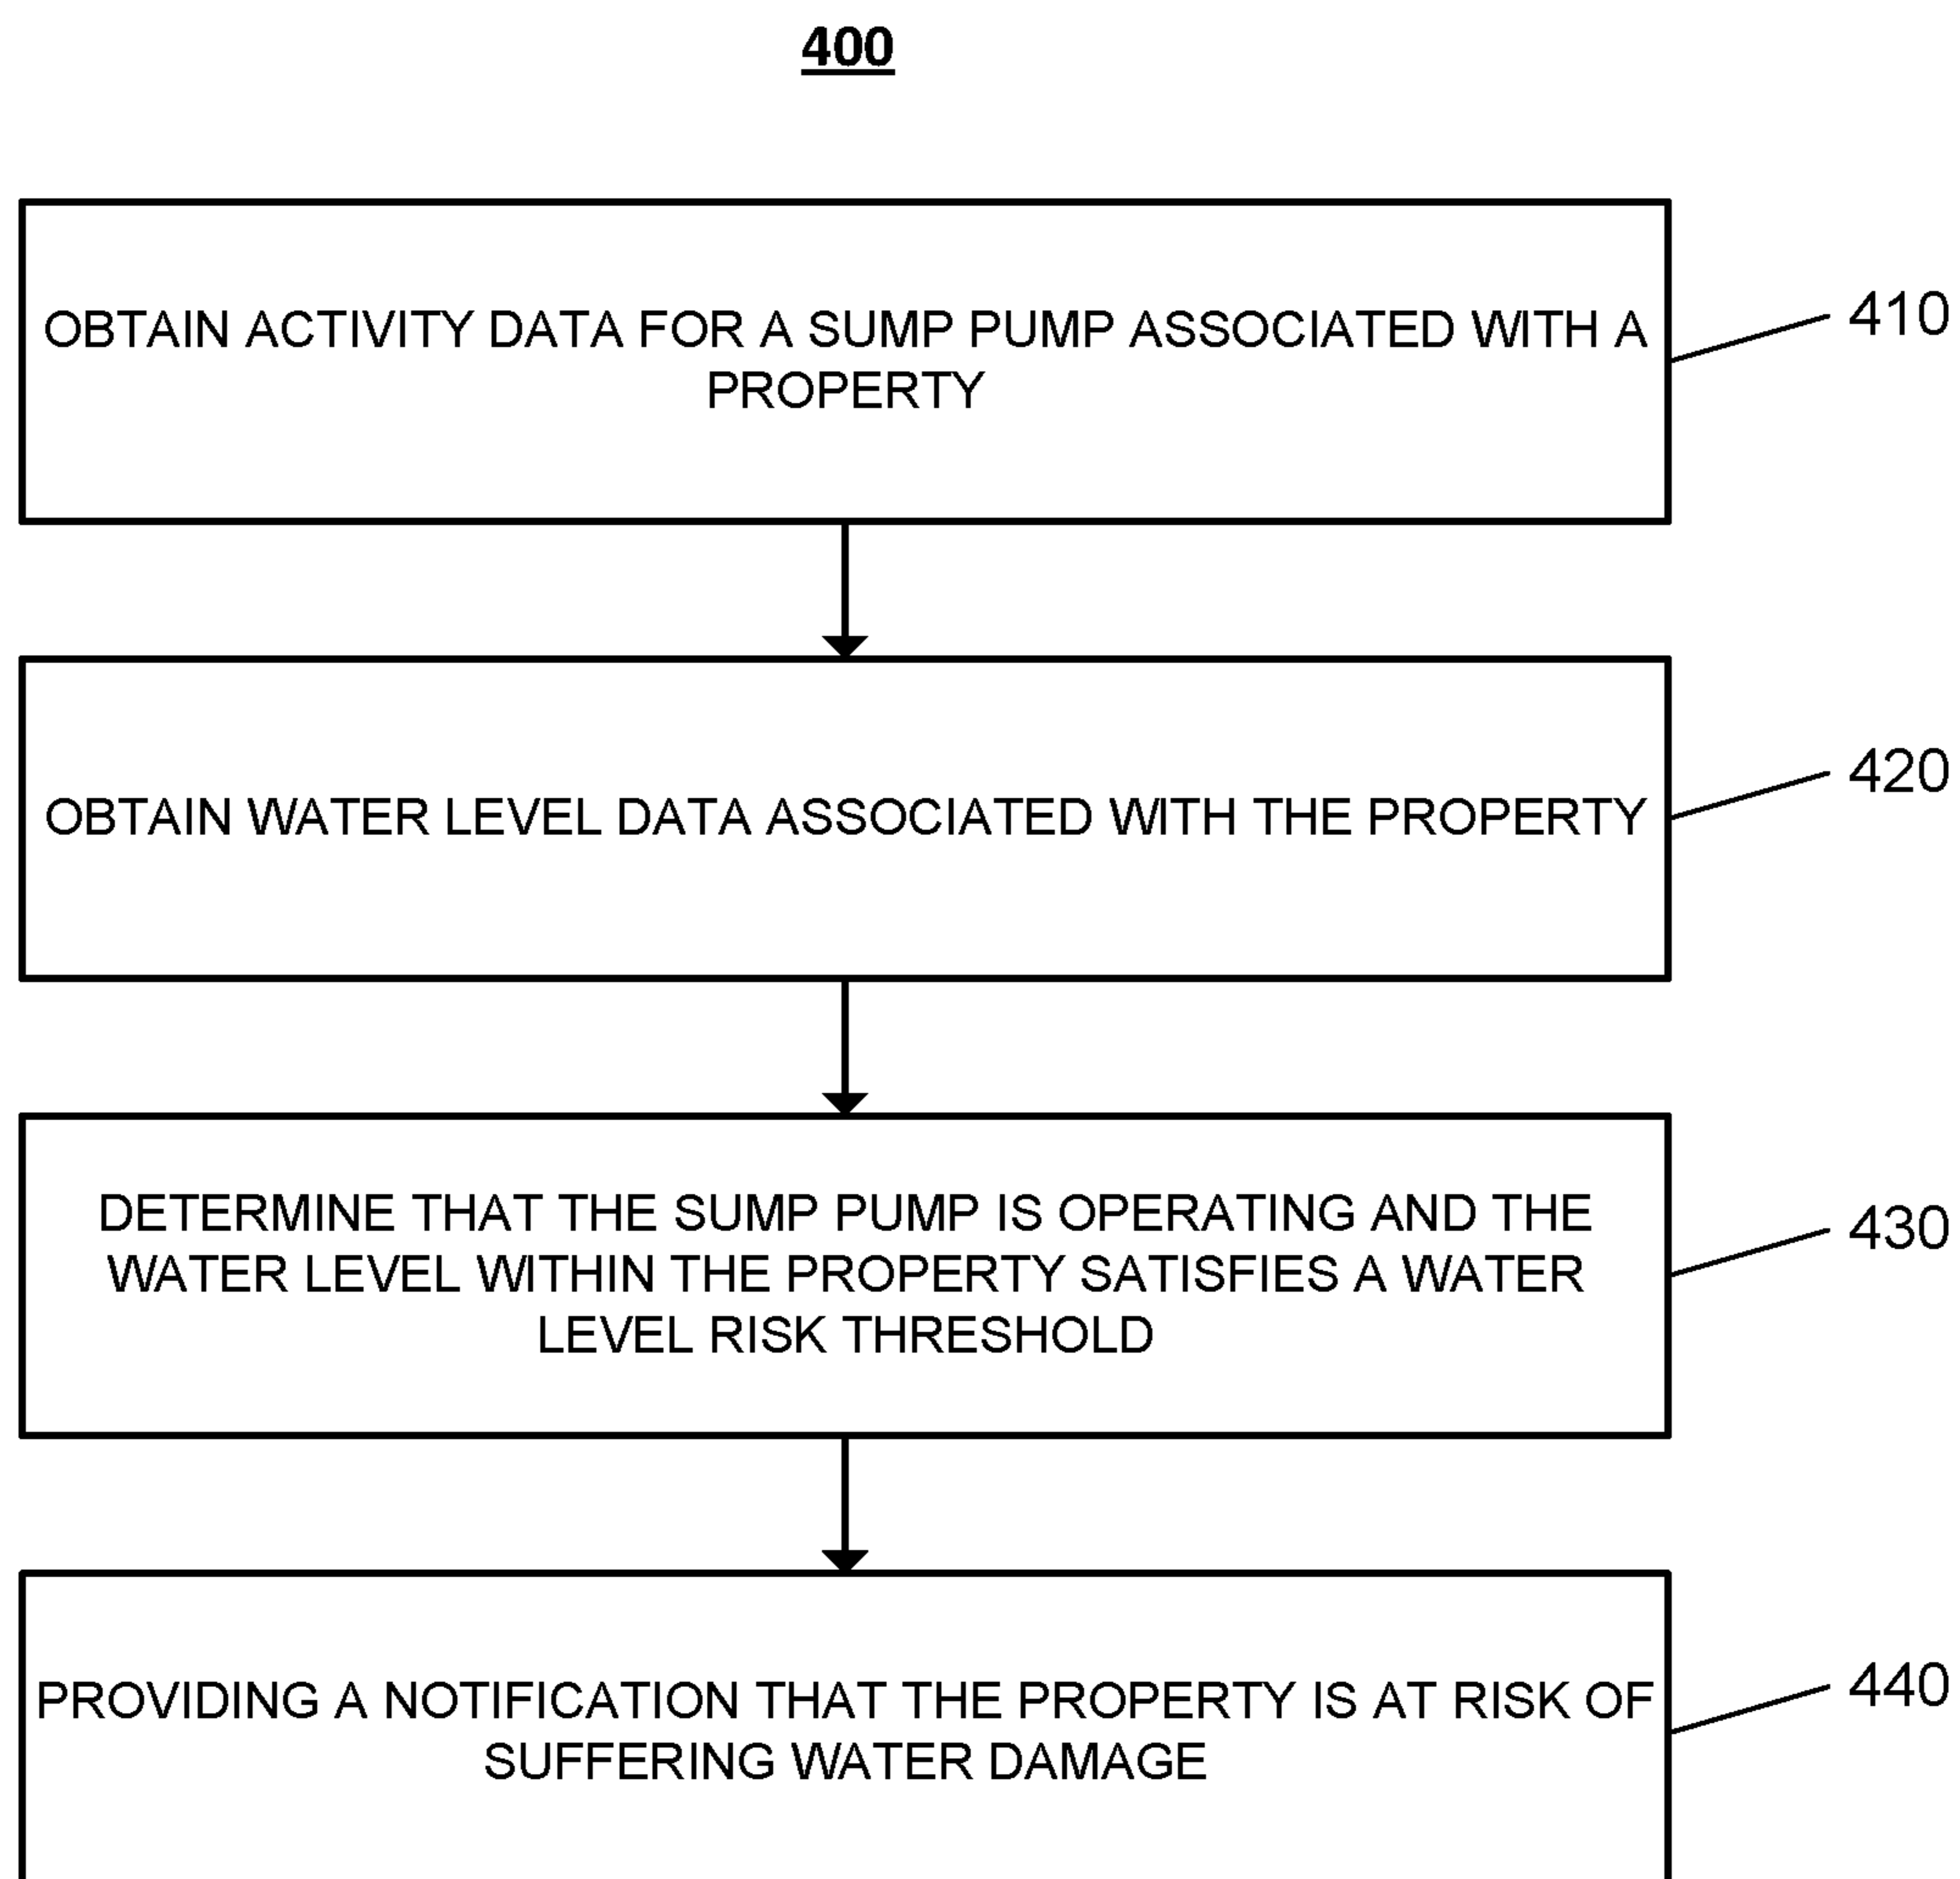 400
OBTAIN ACTIVITY DATA FOR A SUMP PUMP ASSOCIATED WITH A
PROPERTY
410
OBTAIN WATER LEVEL DATA ASSOCIATED WITH THE PROPERTY
420
DETERMINE THAT THE SUMP PUMP IS OPERATING AND THE
WATER LEVEL WITHIN THE PROPERTY SATISFIES A WATER
LEVEL RISK THRESHOLD
430
PROVIDING A NOTIFICATION THAT THE PROPERTY IS AT RISK OF
SUFFERING WATER DAMAGE
440